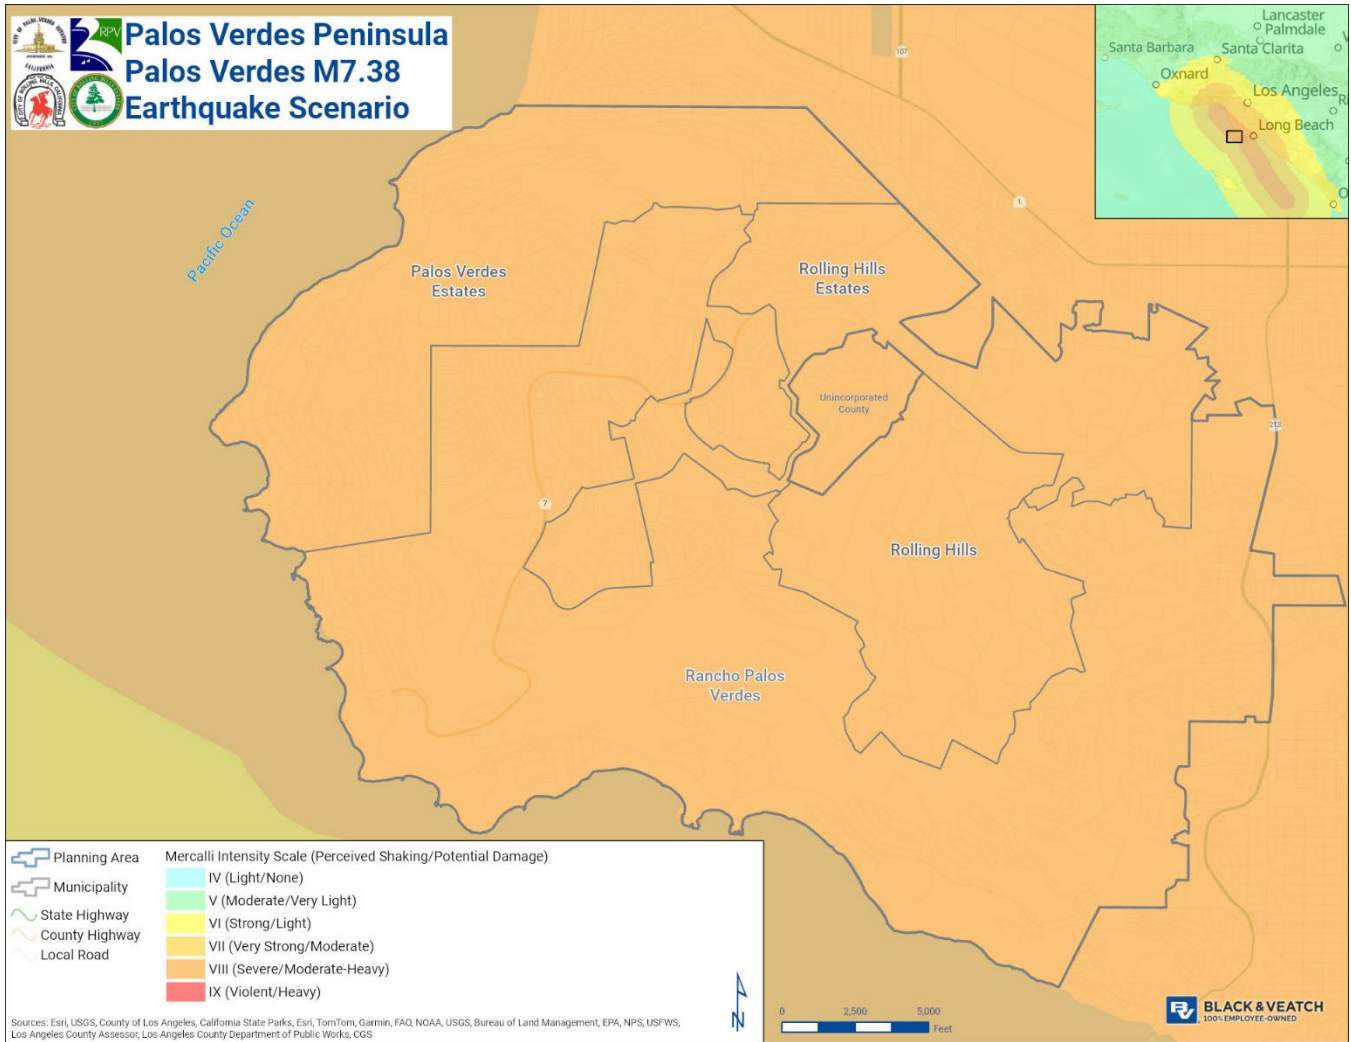 Palos Verdes Peninsula
Palos Verdes M7.38
Earthquake Scenario
RPV
CALIFORNIA
Lancaster
Palmdale
Santa Barbara
Santa Clarita
Oxnard
Los Angeles
Long Beach
107
1
Pacific Ocean
Palos Verdes
Estates
Rolling Hills
Estates
Unincorporated
County
213
7
Rolling Hills
Rancho Palos
Verdes
Planning Area
Municipality
State Highway
County Highway
Local Road
Mercalli Intensity Scale (Perceived Shaking/Potential Damage)
IV (Light/None)
V (Moderate/Very Light)
VI (Strong/Light)
VII (Very Strong/Moderate)
VIII (Severe/Moderate-Heavy)
IX (Violent/Heavy)
N
0 2,500 5,000
Feet
BV BLACK & VEATCH
100% EMPLOYEE-OWNED
Sources: Esri, USGS, County of Los Angeles, California State Parks, Esri, TomTom, Garmin, FAO, NOAA, USGS, Bureau of Land Management, EPA, NPS, USFWS,
Los Angeles County Assessor, Los Angeles County Department of Public Works, CGS